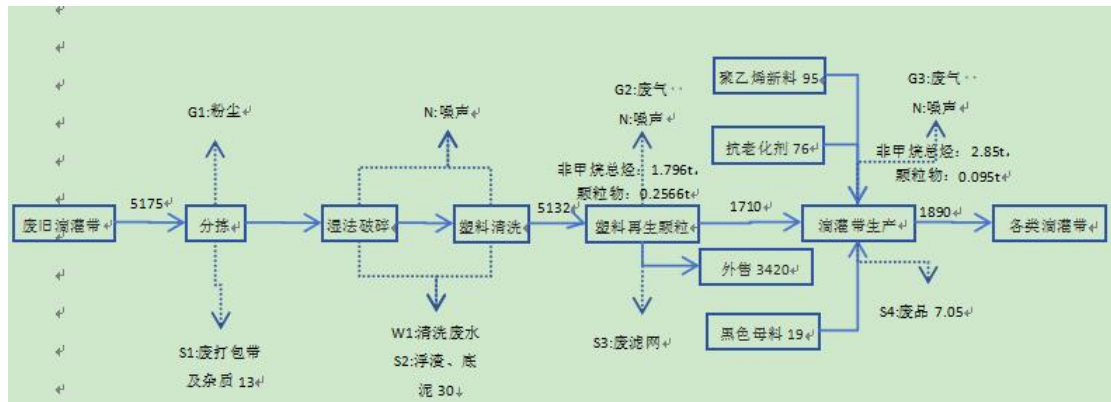 聚乙烯新料 95
G3:废气
G2:废气
N:噪声
G1:粉尘
N:噪声
N:噪声
抗老化剂 76
非甲烷总烃：2.85t,
颗粒物：0.095t,
非甲烷总烃：1.796t
颗粒物：0.2566t
5175
5132
1710
1890
废旧滴灌带
分拣
湿法破碎
塑料清洗
塑料再生颗粒
滴灌带生产
各类滴灌带
外售 3420
S4:废品 7.05
黑色母料 19
W1:清洗废水
S2:浮渣、底
泥 30
S3:废滤网
S1:废打包带
及杂质 13